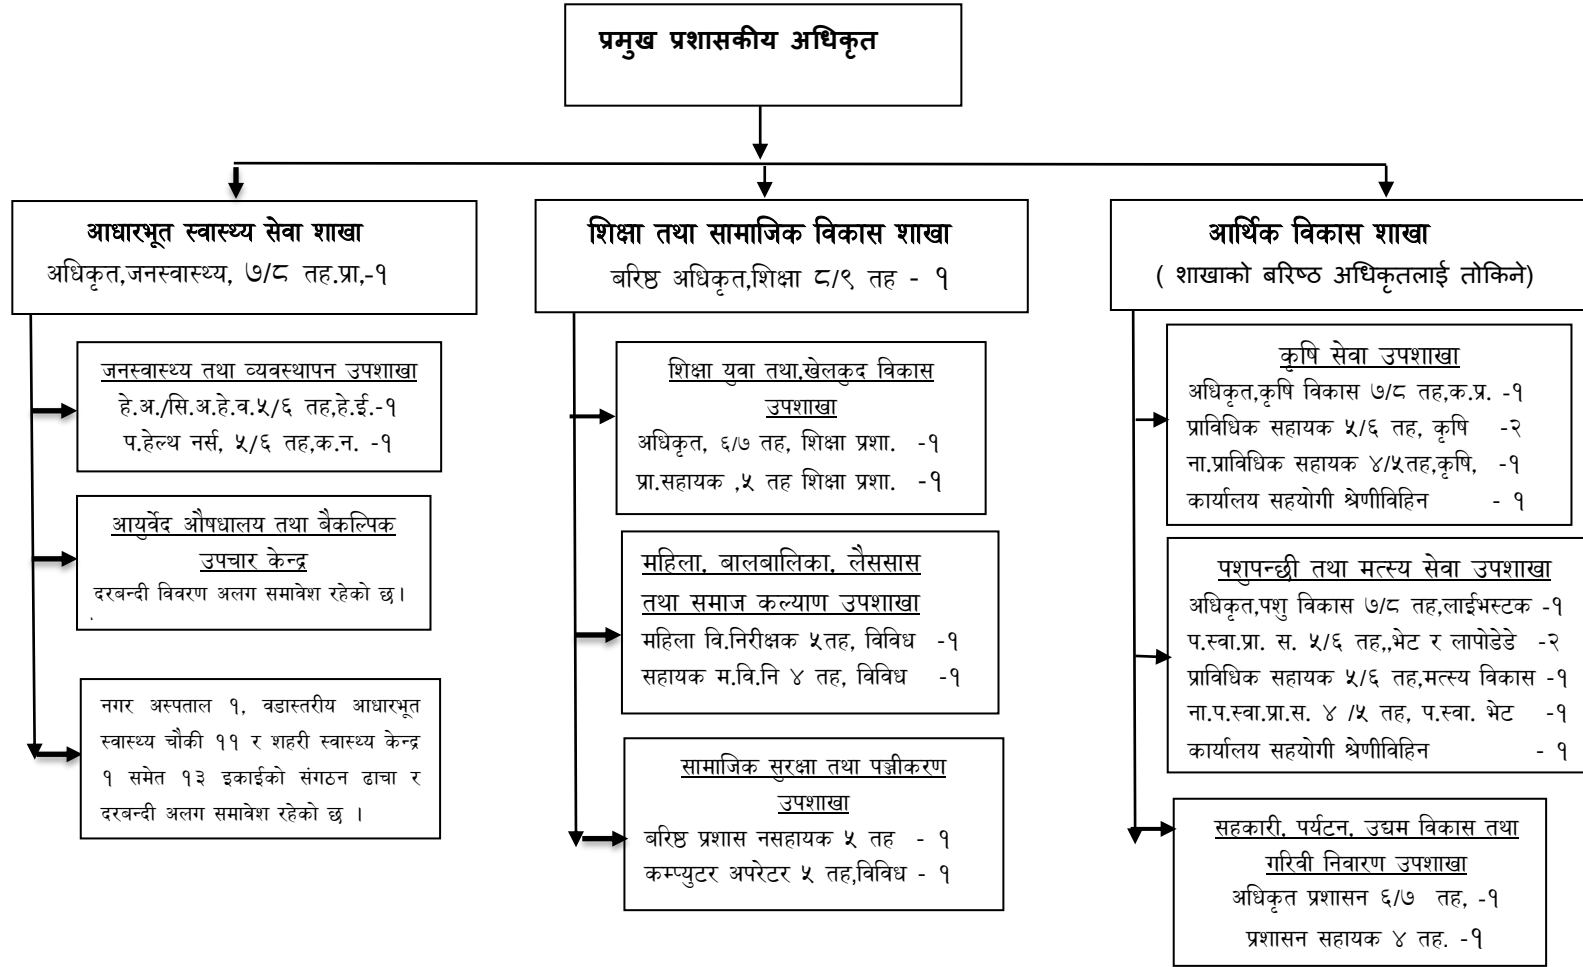 प्रमुख प्रशासकीय अधिकृत
आधारभूत स्वास्थ्य सेवा शाखा
अधिकृत,जनस्वास्थ्य, ७/८ तह.प्रा,-१
जनस्वास्थ्य तथा व्यवस्थापन उपशाखा
हे.अ./सि.अ.हे.व.५/६ तह,हे.ई.-१
प.हेल्थ नर्स, ५/६ तह,क.न. -१
आयुर्वेद औषधालय तथा बैकल्पिक
उपचार केन्द्र
दरबन्दी विवरण अलग समावेश रहेको छ।
.
नगर अस्पताल १, वडास्तरीय आधारभूत
स्वास्थ्य चौकी ११ र शहरी स्वास्थ्य केन्द्र
१ समेत १३ इकाईको संगठन ढाचा र
दरबन्दी अलग समावेश रहेको छ ।
शिक्षा तथा सामाजिक विकास शाखा
बरिष्ठ अधिकृत,शिक्षा ८/९ तह - १
शिक्षा युवा तथा,खेलकुद विकास
उपशाखा
अधिकृत, ६/७ तह, शिक्षा प्रशा. -१
प्रा.सहायक ,५ तह शिक्षा प्रशा. -१
महिला, बालबालिका, लैससास
तथा समाज कल्याण उपशाखा
महिला वि.निरीक्षक ५तह, विविध -१
सहायक म.वि.नि ४ तह, विविध -१
सामाजिक सुरक्षा तथा पञ्जीकरण
उपशाखा
बरिष्ठ प्रशास नसहायक ५ तह - १
कम्प्युटर अपरेटर ५ तह,विविध - १
आर्थिक विकास शाखा
( शाखाको बरिष्ठ अधिकृतलाई तोकिने)
कृषि सेवा उपशाखा
अधिकृत,कृषि विकास ७/८ तह,क.प्र. -१
प्राविधिक सहायक ५/६ तह, कृषि -२
ना.प्राविधिक सहायक ४/५तह,कृषि, -१
कार्यालय सहयोगी श्रेणीविहिन - १
पशुपन्छी तथा मत्स्य सेवा उपशाखा
अधिकृत,पशु विकास ७/८ तह,लाईभस्टक -१
प.स्वा.प्रा. स. ५/६ तह,,भेट र लापोडेडे -२
प्राविधिक सहायक ५/६ तह,मत्स्य विकास -१
ना.प.स्वा.प्रा.स. ४ /५ तह, प.स्वा. भेट -१
कार्यालय सहयोगी श्रेणीविहिन - १
सहकारी, पर्यटन, उद्यम विकास तथा
गरिवी निवारण उपशाखा
अधिकृत प्रशासन ६/७ तह, -१
प्रशासन सहायक ४ तह. -१